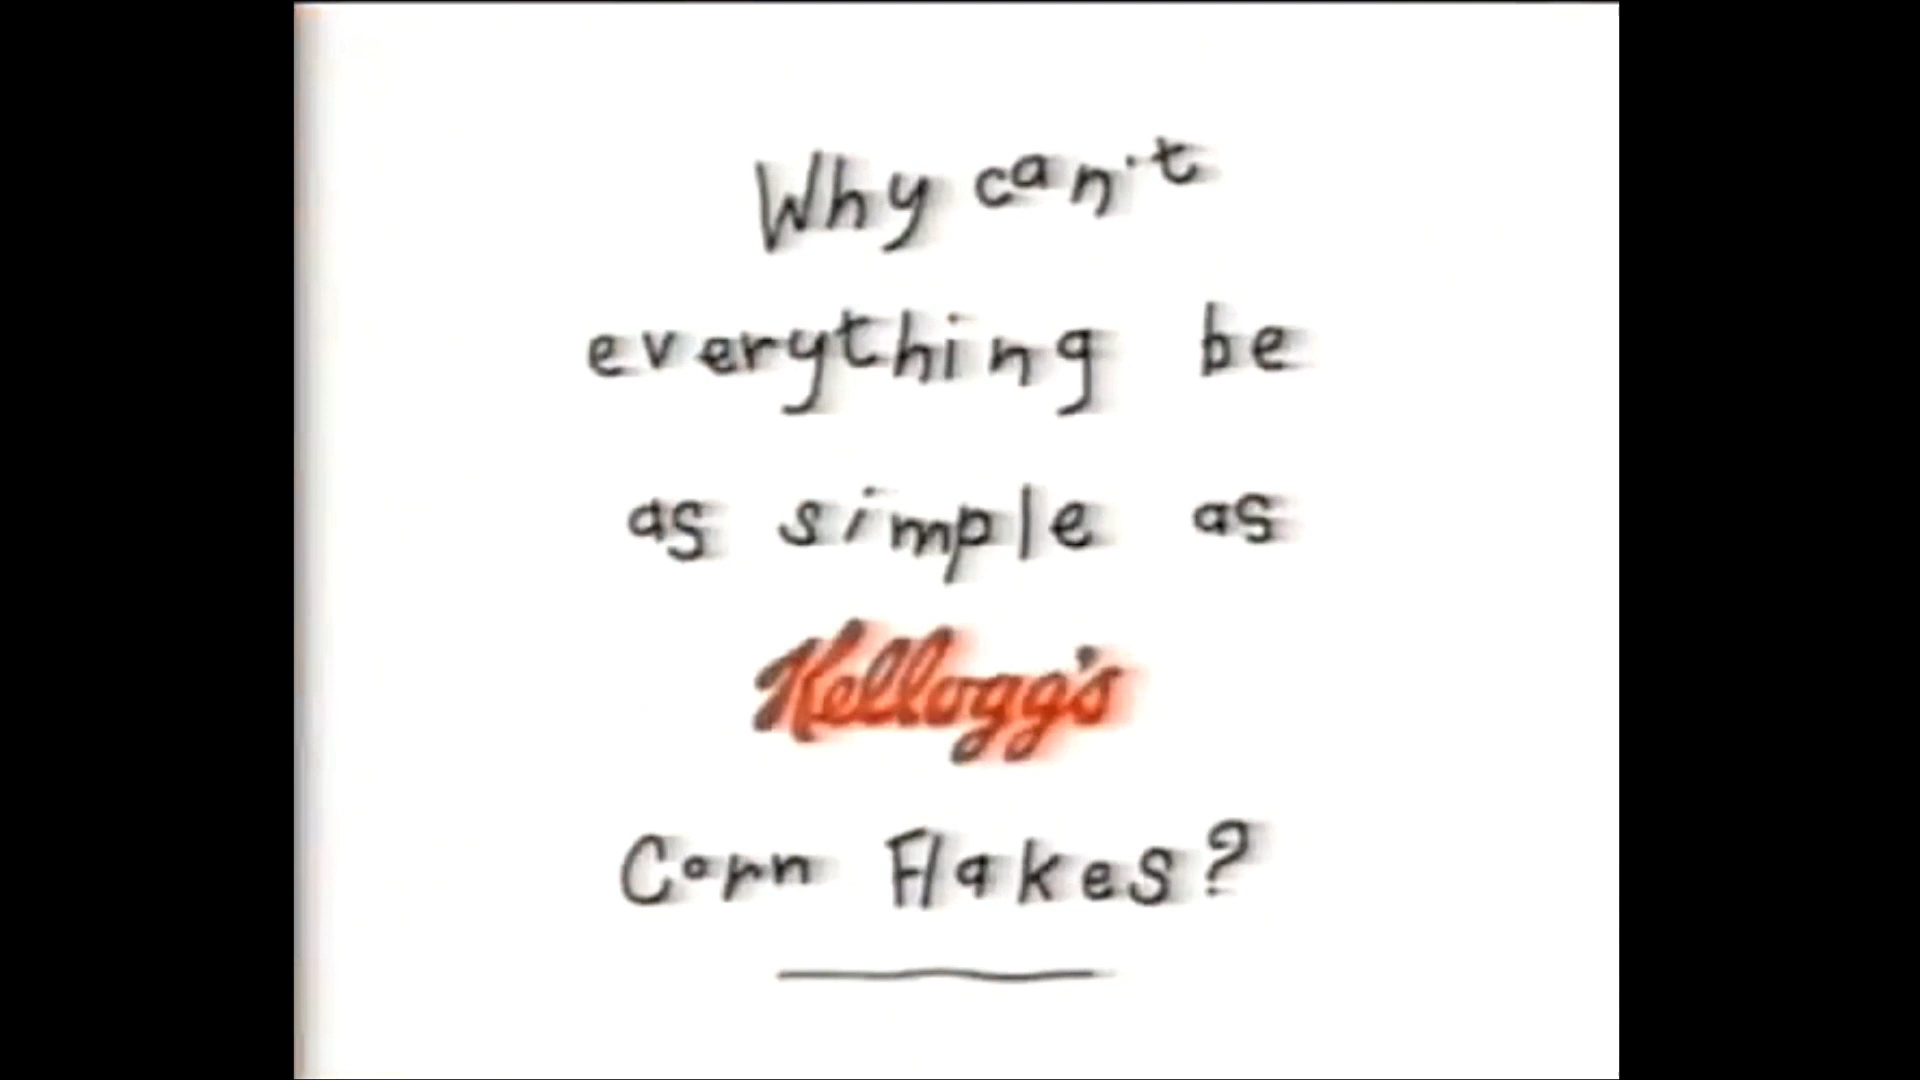 Why can't
everything be
as simple as
Kellogg's
Corn Flakes?